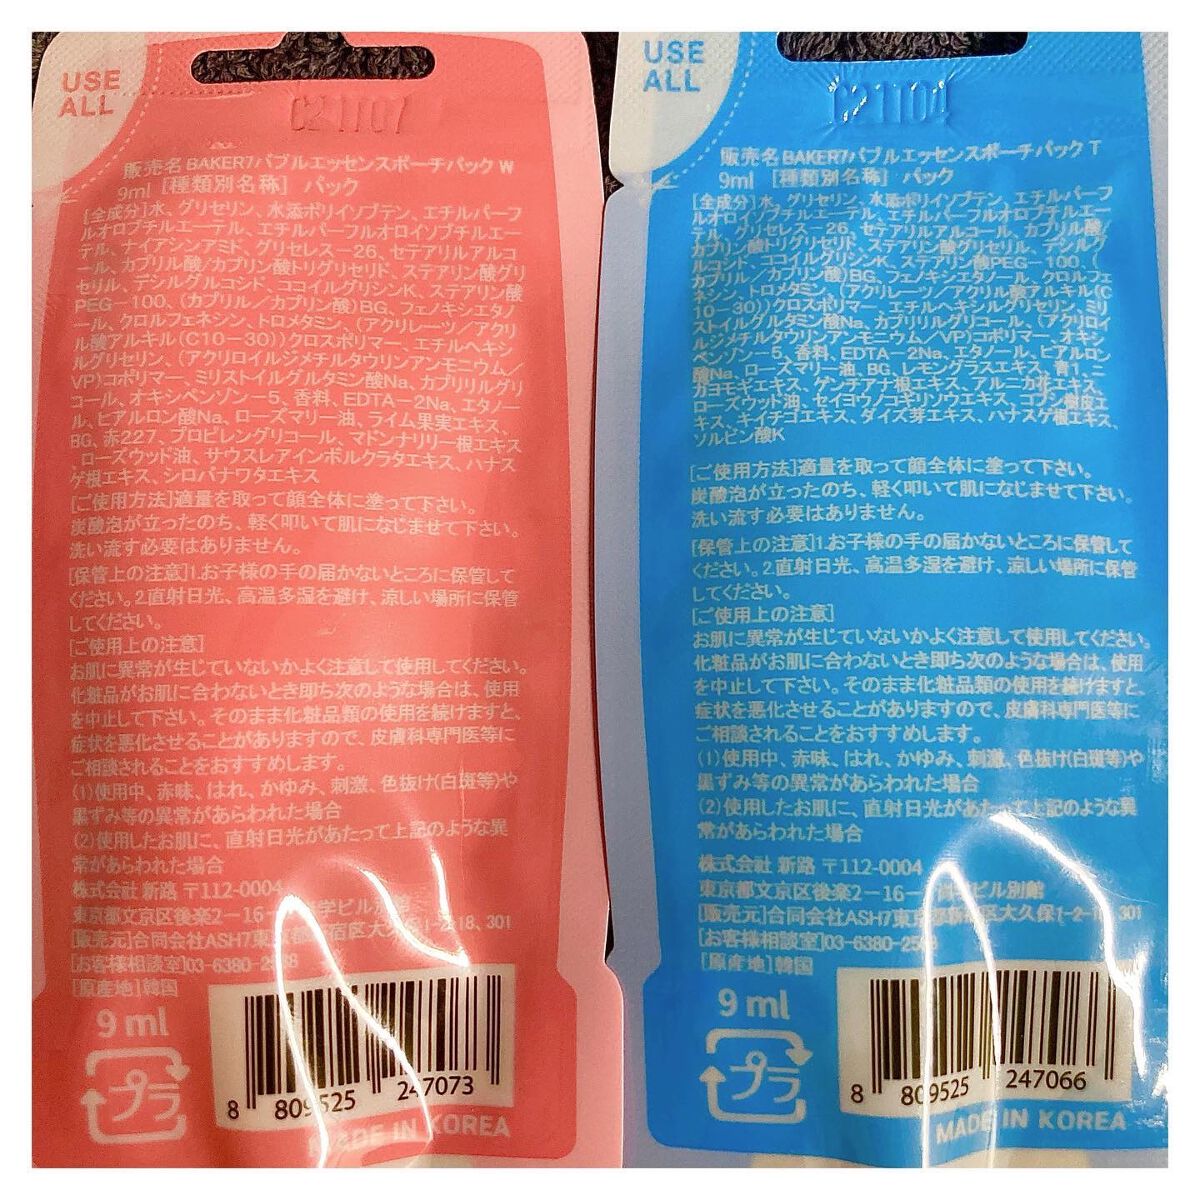 USE
ALL
C21T07
販売名 BAKER7バブルエッセンスポーチパック W
9ml [種類別名称] パック
[全成分]水、グリセリン、水添ポリイソブテン、エチルパーフ
ルオロブチルエーテル、エチルパーフルオロイソブチルエー
テル、ナイアシンアミド、グリセレス-26、セテアリルアルコ
ール、カプリル酸/カプリン酸トリグリセリド、ステアリン酸グリ
セリル、デシルグルコシド、ココイルグリシンK、ステアリン酸
PEG-100、(カプリル/カプリン酸)BG、フェノキシエタノ
ール、クロルフェネシン、トロメタミン、(アクリレーツ/アクリ
ル酸アルキル(C10-30))クロスポリマー、エチルヘキシ
ルグリセリン、(アクリロイルジメチルタウリンアンモニウム/
VP)コポリマー、ミリストイルグルタミン酸Na、カプリリルグリ
コール、オキシベンゾン-5、香料、EDTA-2Na、エタノー
ル、ヒアルロン酸Na、ローズマリー油、ライム果実エキス、
BG、赤227、プロピレングリコール、マドンナリリー根エキス
、ローズウッド油、サウスレアインボルクラタエキス、ハナス
ゲ根エキス、シロバナワタエキス
[ご使用方法]適量を取って顔全体に塗って下さい。
炭酸泡が立ったのち、軽く叩いて肌になじませて下さい。
洗い流す必要はありません。
[保管上の注意]1.お子様の手の届かないところに保管して
ください。2.直射日光、高温多湿を避け、涼しい場所に保管
してください。
[ご使用上の注意]
お肌に異常が生じていないかよく注意して使用してください。
化粧品がお肌に合わないとき即ち次のような場合は、使用
を中止して下さい。そのまま化粧品類の使用を続けますと、
症状を悪化させることがありますので、皮膚科専門医等に
ご相談されることをおすすめします。
(1)使用中、赤味、はれ、かゆみ、刺激、色抜け(白斑等)や
黒ずみ等の異常があらわれた場合
(2)使用したお肌に、直射日光があたって上記のような異
常があらわれた場合
株式会社 新路 〒112-0004
東京都文京区後楽2-16- 学ビル別館
[販売元]合同会社ASH7東京都新宿区大久保1-2-18、301
[お客様相談室]03-6380-2568
[原産地]韓国
9 ml
プラ
8 809525 247073
MADE IN KOREA
USE
ALL
C21T04
販売名 BAKER7バブルエッセンスポーチパック T
9ml [種類別名称] パック
[全成分]水、グリセリン、水添ポリイソブテン、エチルパーフ
ルオロイソブチルエーテル、エチルパーフルオロブチルエー
テル、グリセレス-26、セテアリルアルコール、カプリル酸/
カプリン酸トリグリセリド、ステアリン酸グリセリル、デシルグ
ルコシド、ココイルグリシンK、ステアリン酸PEG-100、(
カプリル/カプリン酸)BG、フェノキシエタノール、クロルフェ
ネシン、トロメタミン、(アクリレーツ/アクリル酸アルキル(C
10-30))クロスポリマー、エチルヘキシルグリセリン、ミリ
ストイルグルタミン酸Na、カプリリルグリコール、(アクリロイ
ルジメチルタウリンアンモニウム/VP)コポリマー、オキシ
ベンゾン-5、香料、EDTA-2Na、エタノール、ヒアルロン
酸Na、ローズマリー油、BG、レモングラスエキス、青1、ニ
ガヨモギエキス、ゲンチアナ根エキス、アルニカ花エキス、
ローズウッド油、セイヨウノコギリソウエキス、ゴウシ樹皮エ
キス、キイチゴエキス、ダイズ芽エキス、ハナスゲ根エキス、
ソルビン酸K
[ご使用方法]適量を取って顔全体に塗って下さい。
炭酸泡が立ったのち、軽く叩いて肌になじませて下さい。
洗い流す必要はありません。
[保管上の注意]1.お子様の手の届かないところに保管して
ください。2.直射日光、高温多湿を避け、涼しい場所に保管
してください。
[ご使用上の注意]
お肌に異常が生じていないかよく注意して使用してください。
化粧品がお肌に合わないとき即ち次のような場合は、使用
を中止して下さい。そのまま化粧品類の使用を続けますと、
症状を悪化させることがありますので、皮膚科専門医等に
ご相談されることをおすすめします。
(1)使用中、赤味、はれ、かゆみ、刺激、色抜け(白斑等)や
黒ずみ等の異常があらわれた場合
(2)使用したお肌に、直射日光があたって上記のような異
常があらわれた場合
株式会社 新路 〒112-0004
東京都文京区後楽2-16- ビル別館
[販売元]合同会社ASH7東京都新宿区大久保1-2-18、301
[お客様相談室]03-6380-2568
[原産地]韓国
9 ml
プラ
8 809525 247066
MADE IN KOREA